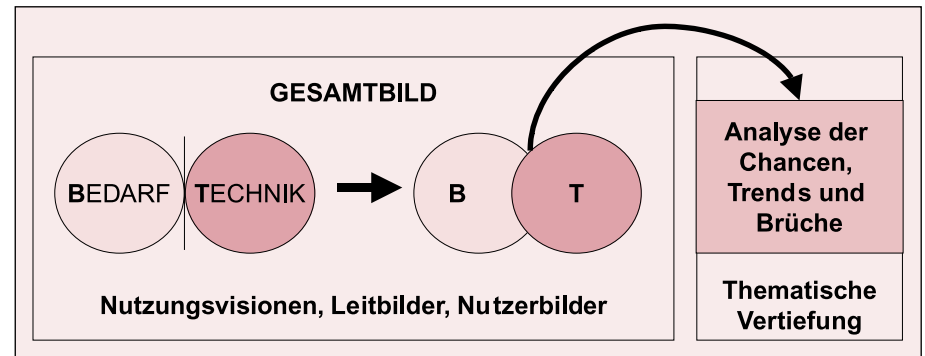 GESAMTBILD
BEDARF TECHNIK
B T
Nutzungsvisionen, Leitbilder, Nutzerbilder
Analyse der
Chancen,
Trends und
Brüche
Thematische
Vertiefung